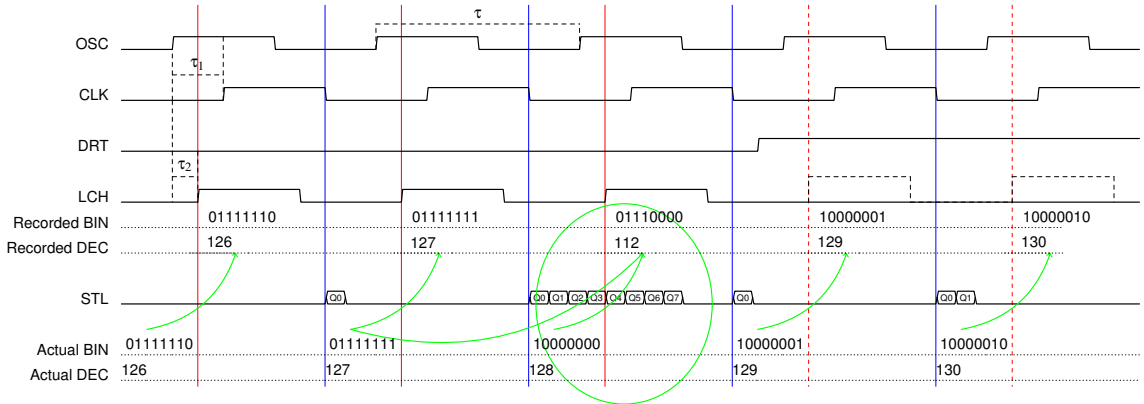 τ
OSC
τ1
CLK
DRT
τ2
LCH
Recorded BIN 01111110 01111111 01110000 10000001 10000010
Recorded DEC 126 127 112 129 130
STL Q0 Q0 Q1 Q2 Q3 Q4 Q5 Q6 Q7 Q0 Q0 Q1
01111110 01111111 10000000 10000001 10000010
Actual BIN
Actual DEC 126 127 128 129 130